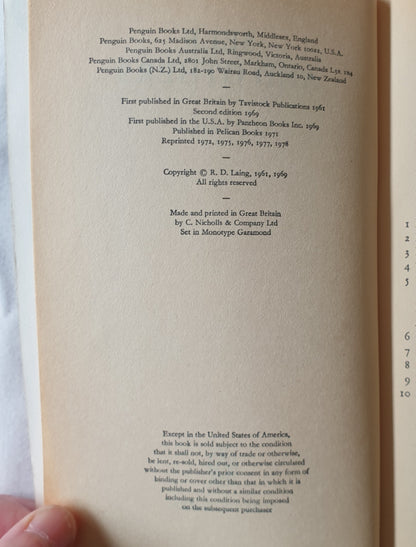 Penguin Books Ltd, Harmondsworth, Middlesex, England
Penguin Books, 625 Madison Avenue, New York, New York 10022, U.S.A.
Penguin Books Australia Ltd, Ringwood, Victoria, Australia
Penguin Books Canada Ltd, 2801 John Street, Markham, Ontario, Canada L3R 1B4
Penguin Books (N.Z.) Ltd, 182-190 Wairau Road, Auckland 10, New Zealand
—
First published in Great Britain by Tavistock Publications 1961
Second edition 1969
First published in the U.S.A. by Pantheon Books Inc. 1969
Published in Pelican Books 1971
Reprinted 1972, 1975, 1976, 1977, 1978
—
Copyright © R. D. Laing, 1961, 1969
All rights reserved
—
Made and printed in Great Britain
by C. Nicholls & Company Ltd
Set in Monotype Garamond
Except in the United States of America,
this book is sold subject to the condition
that it shall not, by way of trade or otherwise,
be lent, re-sold, hired out, or otherwise circulated
without the publisher's prior consent in any form of
binding or cover other than that in which it is
published and without a similar condition
including this condition being imposed
on the subsequent purchaser
1
2
3
4
5
6
7
8
9
10